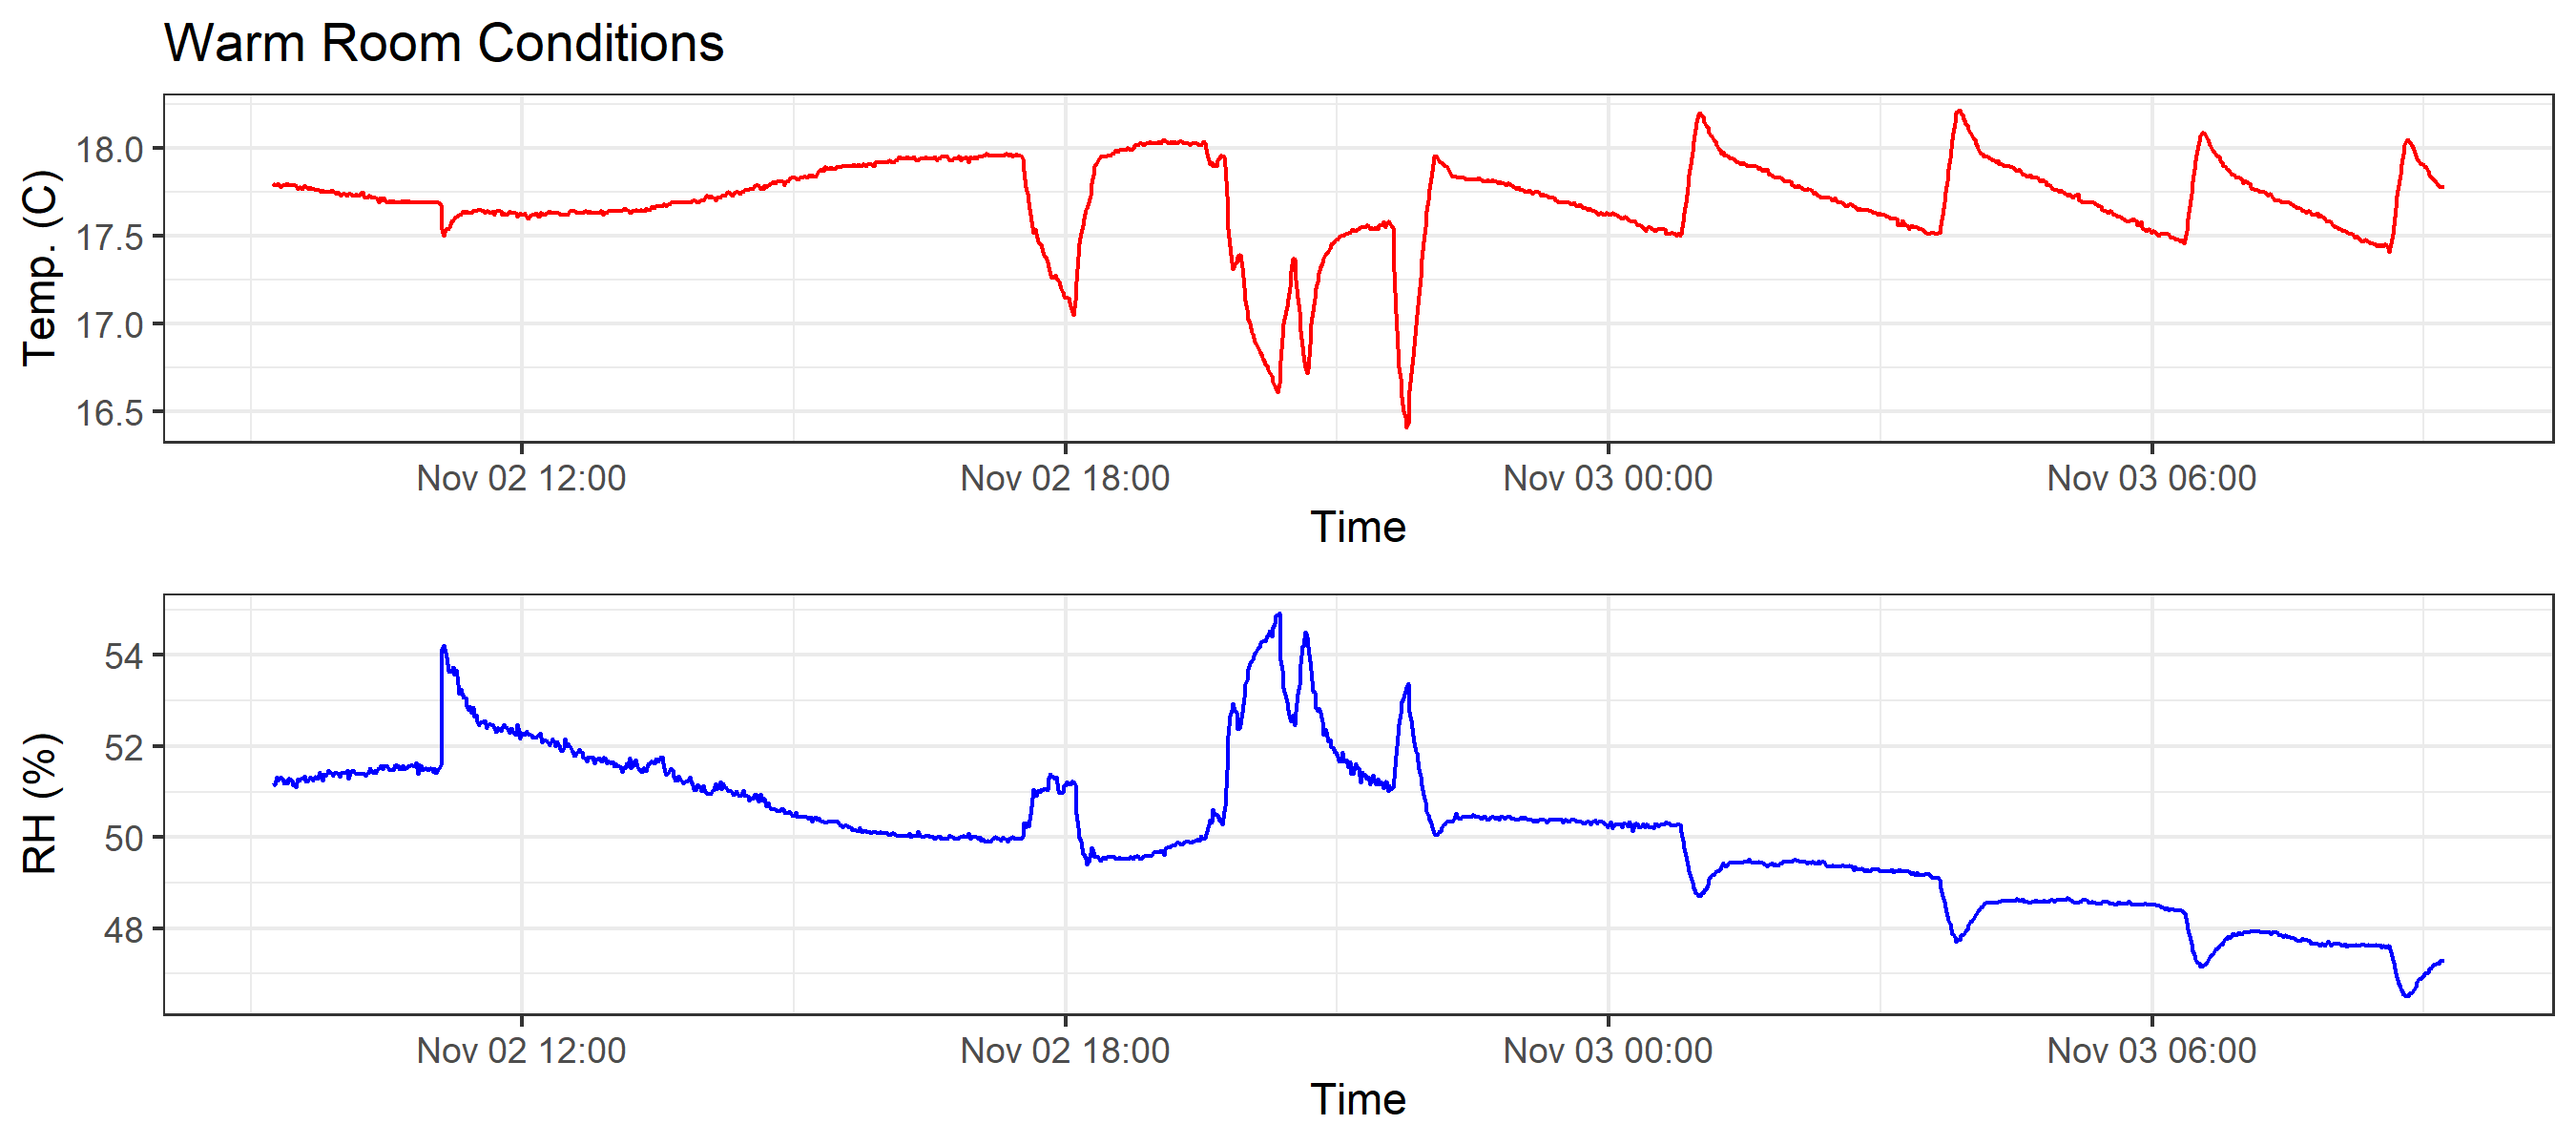 Warm Room Conditions
Temp. (C)
18.0
17.5
17.0
16.5
Nov 02 12:00 Nov 02 18:00 Nov 03 00:00 Nov 03 06:00
Time
RH (%)
54
52
50
48
Nov 02 12:00 Nov 02 18:00 Nov 03 00:00 Nov 03 06:00
Time